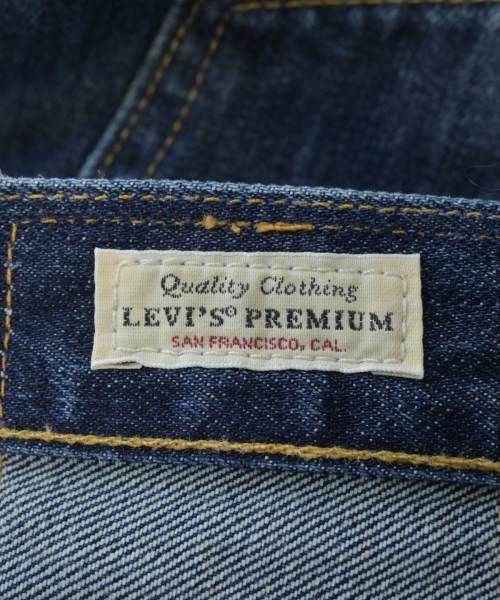 Quality Clothing
LEVI'S® PREMIUM
SAN FRANCISCO, CAL.